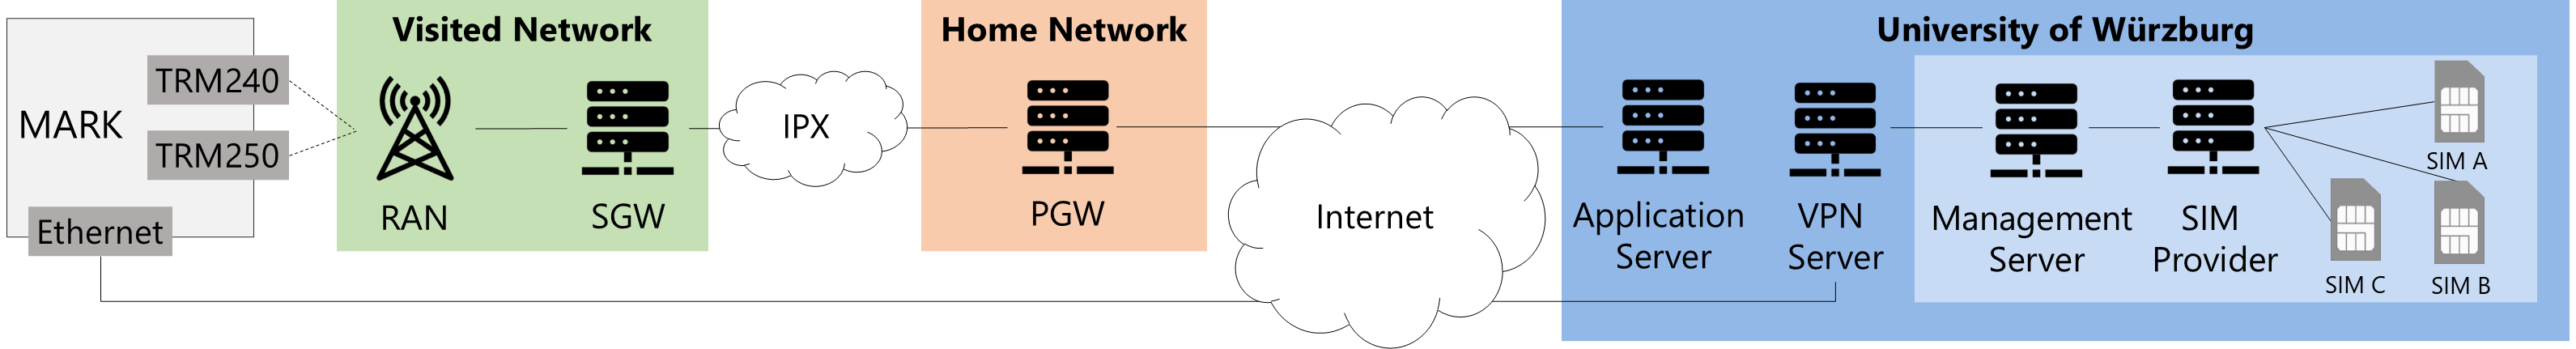 MARK
TRM240
TRM250
Ethernet
Visited Network
RAN
SGW
IPX
Home Network
PGW
Internet
University of Würzburg
Application
Server
VPN
Server
Management
Server
SIM
Provider
SIM A
SIM C
SIM B